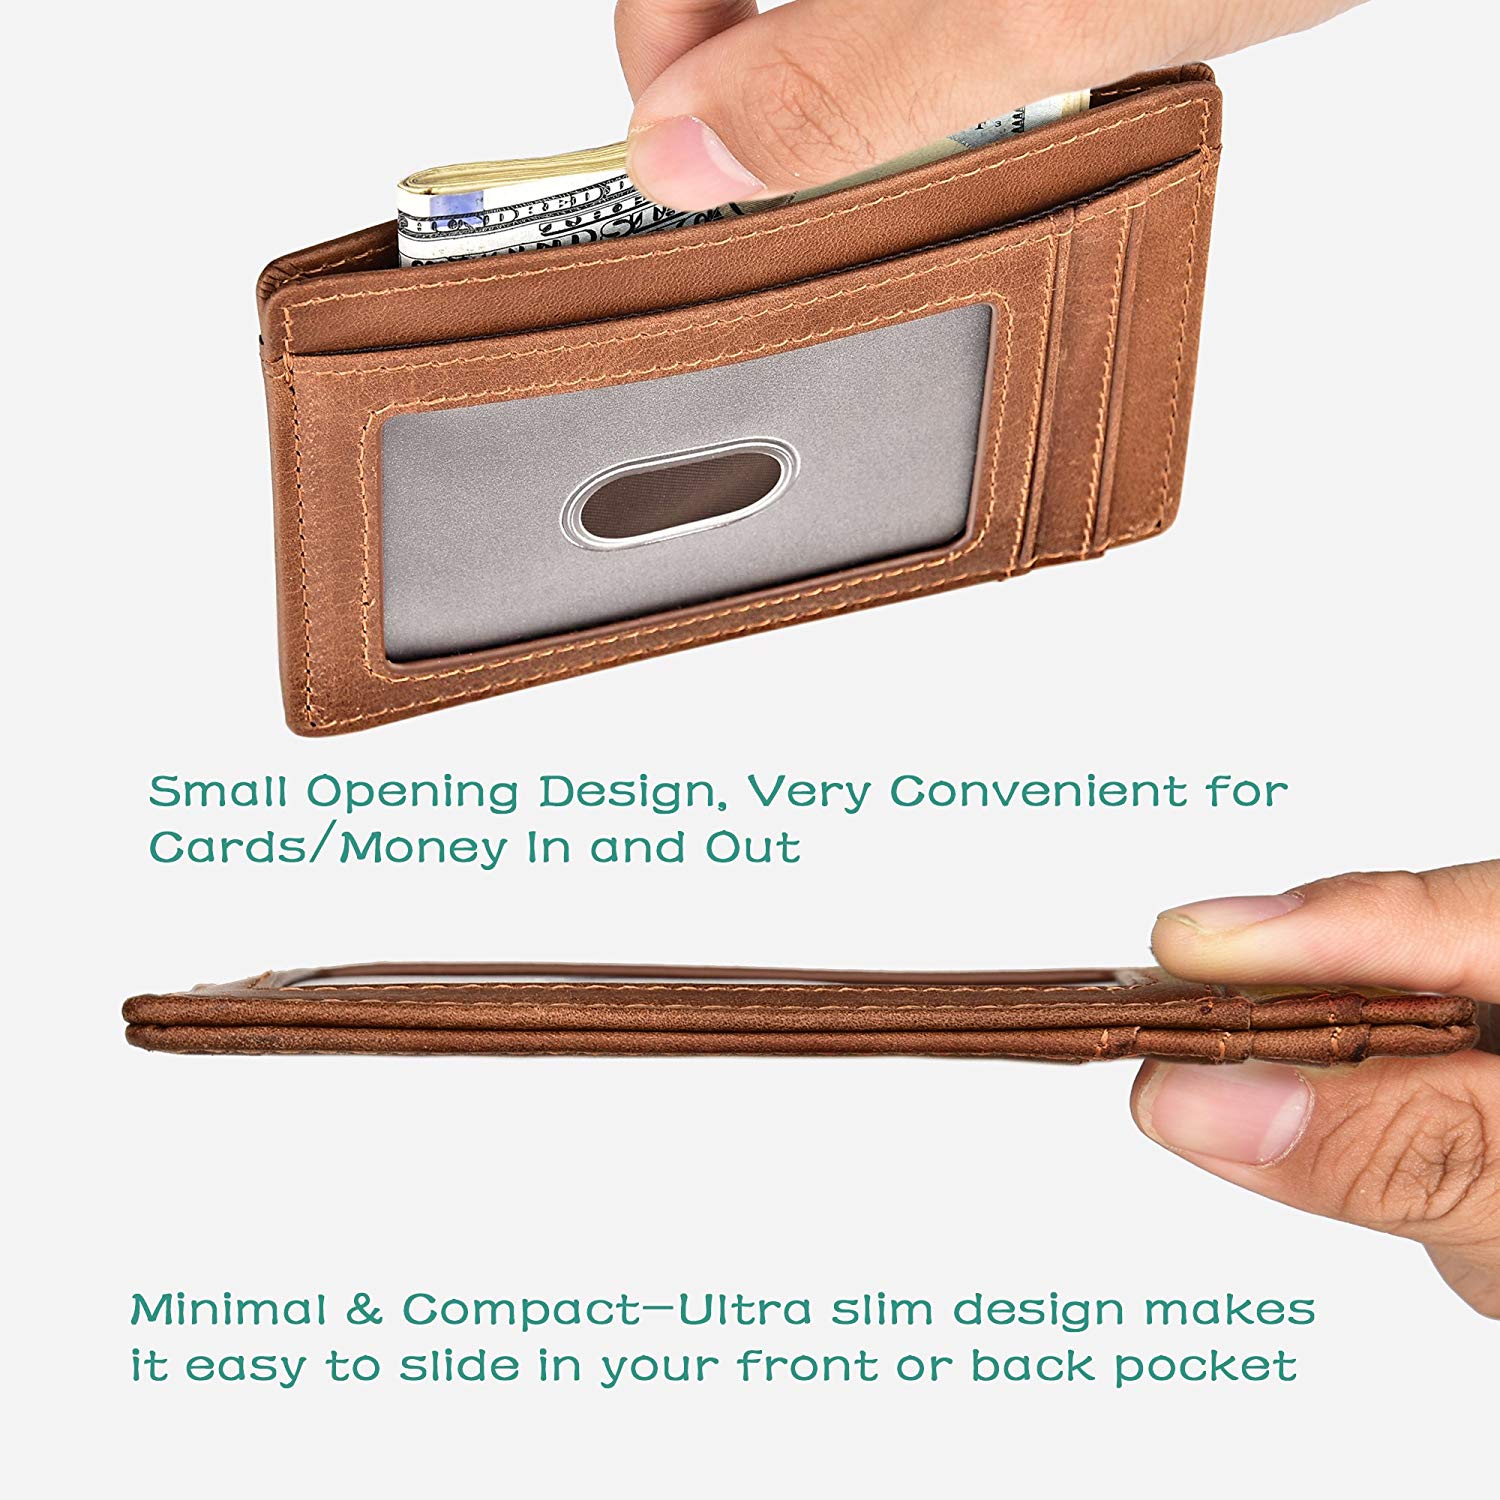 Small Opening Design, Very Convenient for
Cards/Money In and Out
Minimal & Compact—Ultra slim design makes
it easy to slide in your front or back pocket